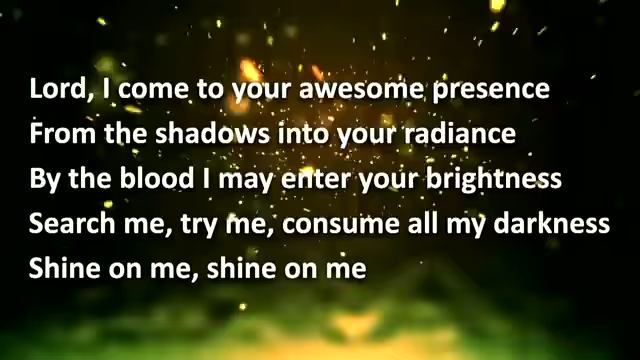 Lord, I come to your awesome presence
From the shadows into your radiance
By the blood I may enter your brightness
Search me, try me, consume all my darkness
Shine on me, shine on me